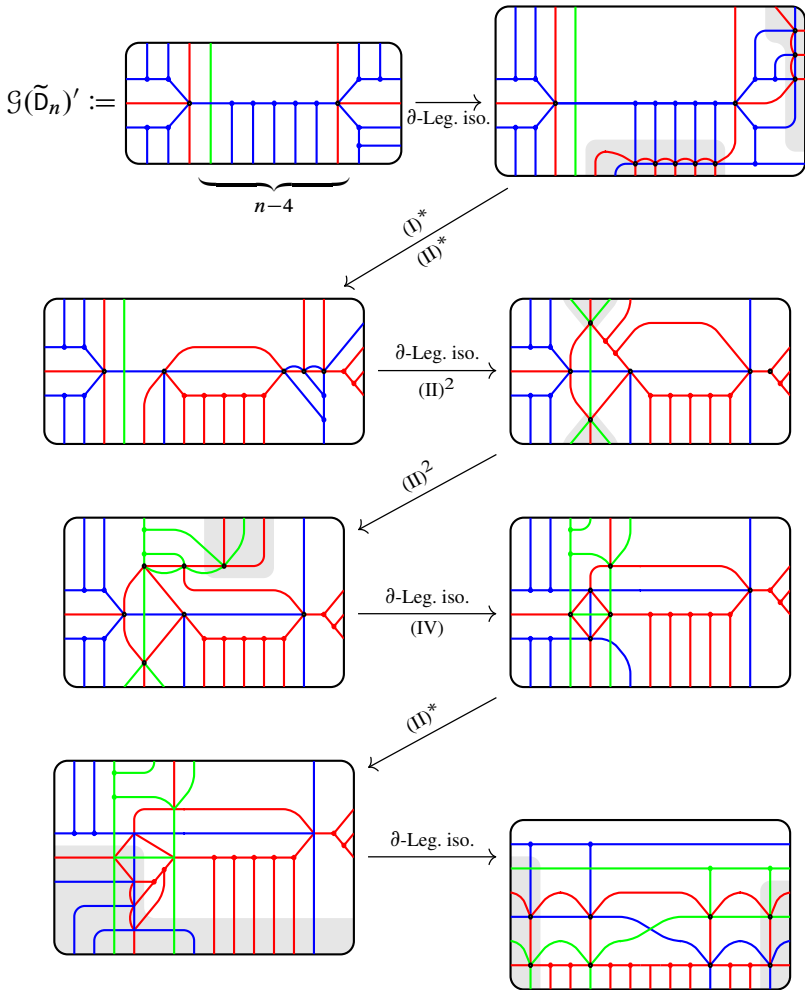 𝒢(D̃ₙ)′ :=
∂-Leg. iso.
n−4
(I)*
(II)*
∂-Leg. iso.
(II)²
(II)²
∂-Leg. iso.
(IV)
(II)*
∂-Leg. iso.